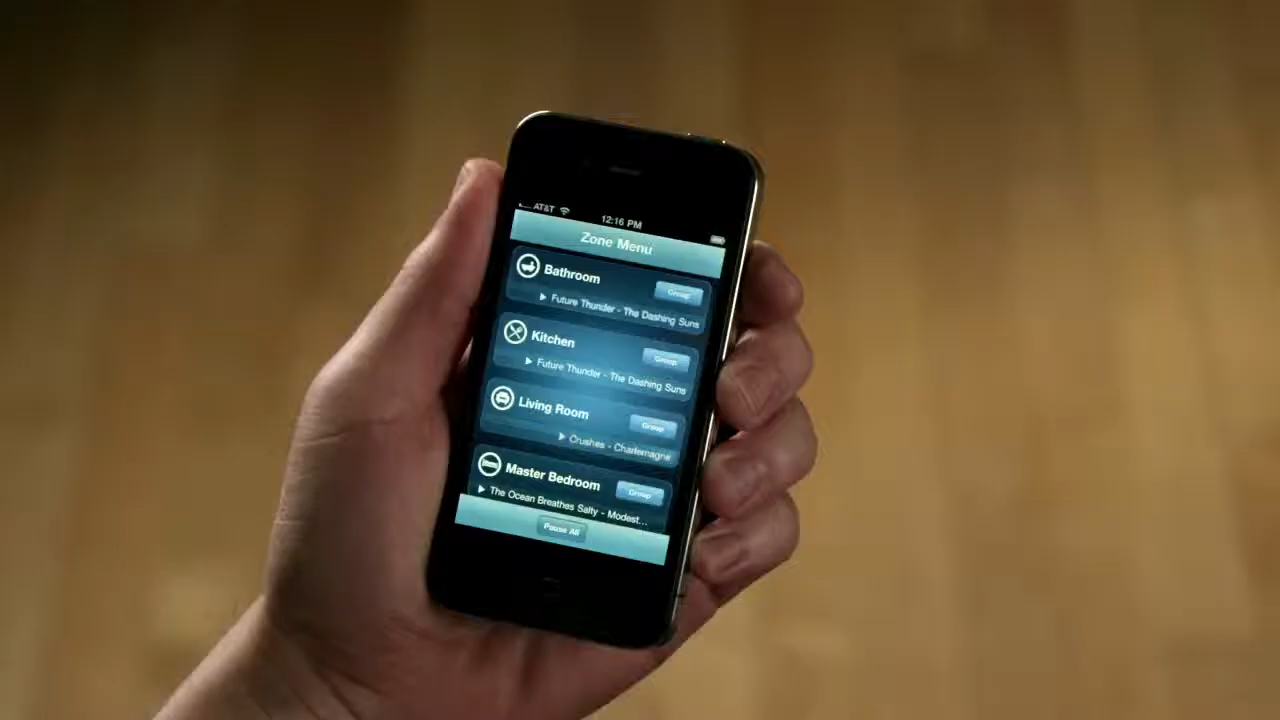 AT&T 12:16 PM
Zone Menu
Bathroom
Group
Future Thunder - The Dashing Suns
Kitchen
Group
Future Thunder - The Dashing Suns
Living Room
Group
Crushes - Charlemagne
Master Bedroom
Group
The Ocean Breathes Salty - Modest...
Pause All